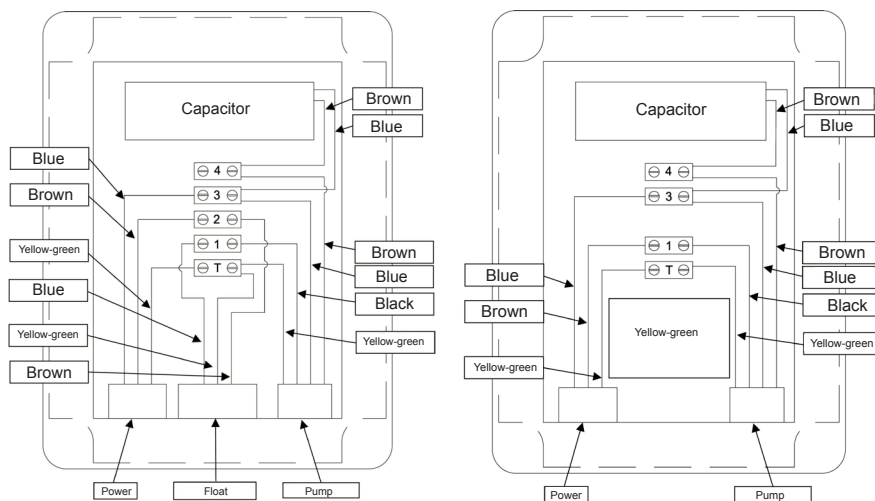 Capacitor
Brown
Blue
Blue
Brown
Yellow-green
Blue
Yellow-green
Brown
4
3
2
1
T
Brown
Blue
Black
Yellow-green
Power
Float
Pump
Capacitor
Brown
Blue
4
3
1
T
Blue
Brown
Yellow-green
Yellow-green
Brown
Blue
Black
Yellow-green
Power
Pump